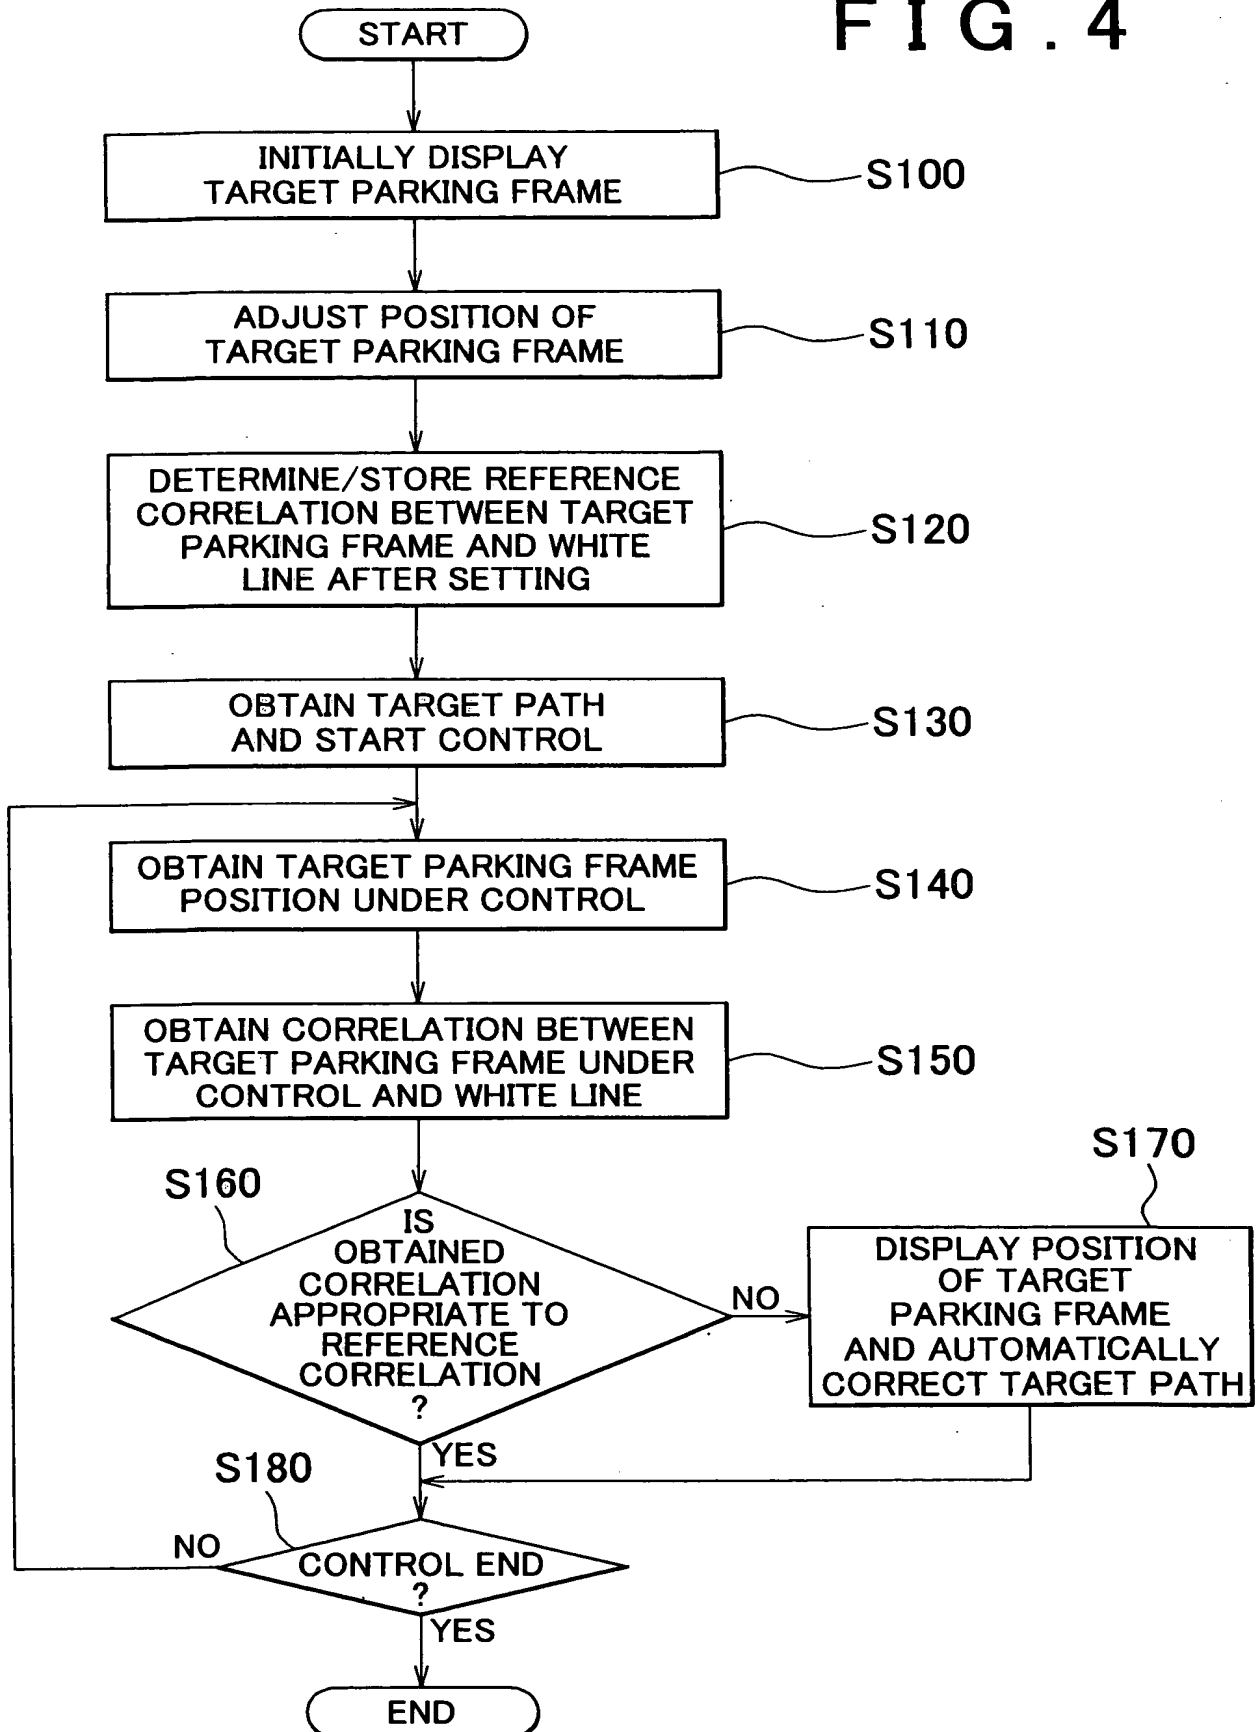 FIG.4
START
INITIALLY DISPLAY
TARGET PARKING FRAME
S100
ADJUST POSITION OF
TARGET PARKING FRAME
S110
DETERMINE/STORE REFERENCE
CORRELATION BETWEEN TARGET
PARKING FRAME AND WHITE
LINE AFTER SETTING
S120
OBTAIN TARGET PATH
AND START CONTROL
S130
OBTAIN TARGET PARKING FRAME
POSITION UNDER CONTROL
S140
OBTAIN CORRELATION BETWEEN
TARGET PARKING FRAME UNDER
CONTROL AND WHITE LINE
S150
S160
IS
OBTAINED
CORRELATION
APPROPRIATE TO
REFERENCE
CORRELATION
?
NO
S170
DISPLAY POSITION
OF TARGET
PARKING FRAME
AND AUTOMATICALLY
CORRECT TARGET PATH
YES
S180
NO
CONTROL END
?
YES
END